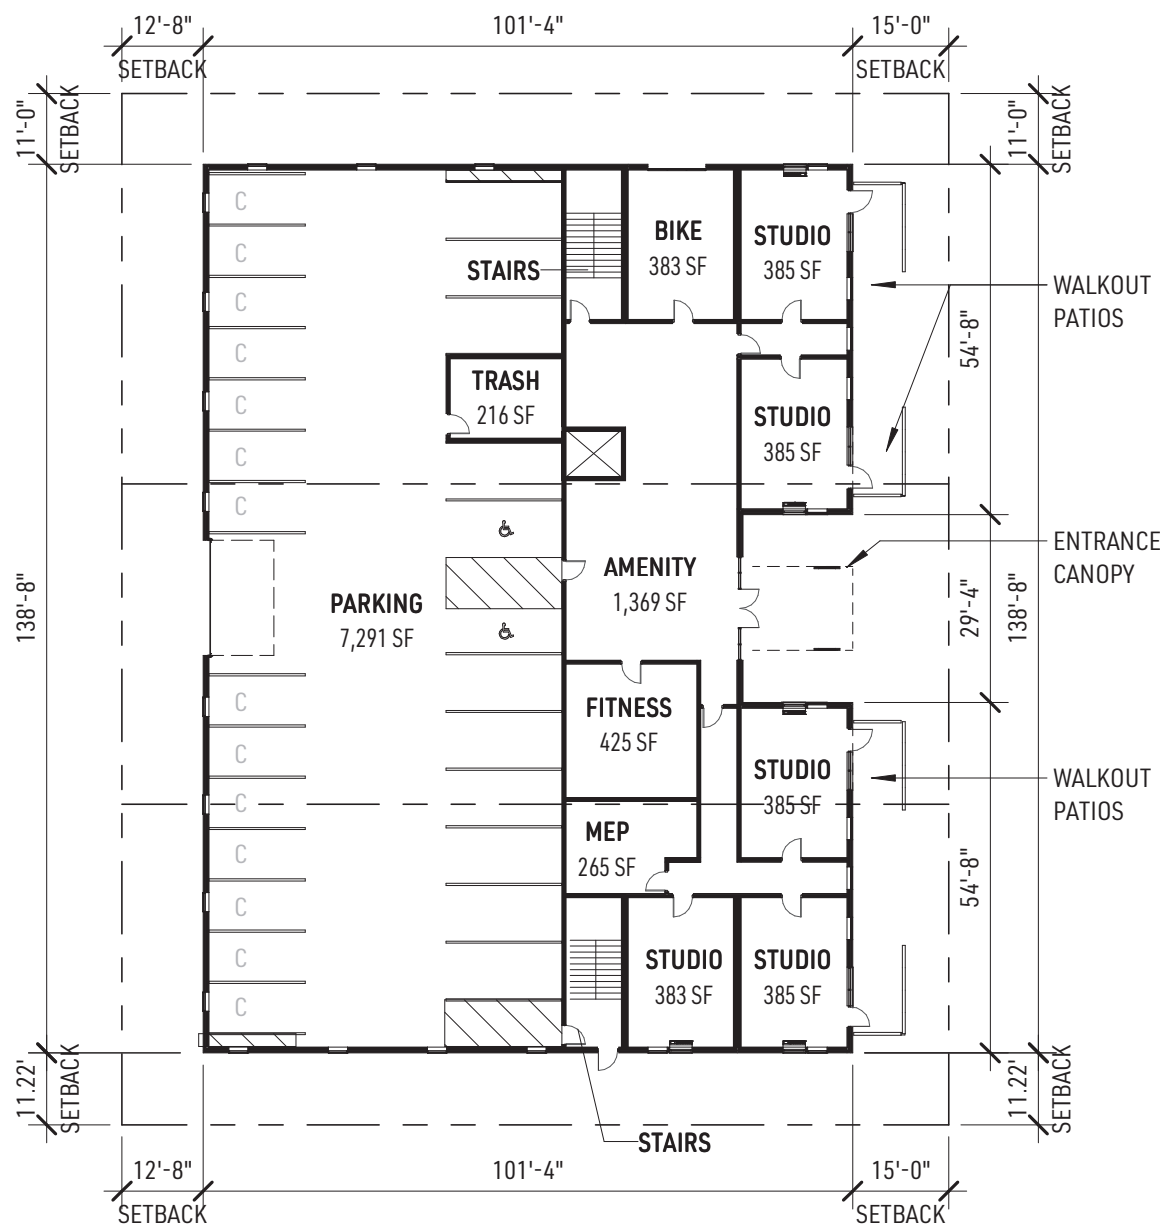 12'-8"
101'-4"
15'-0"
SETBACK
SETBACK
11'-0"
SETBACK
11'-0"
SETBACK
C
C
C
C
C
C
C
STAIRS
BIKE
383 SF
STUDIO
385 SF
WALKOUT
PATIOS
54'-8"
TRASH
216 SF
STUDIO
385 SF
ENTRANCE
CANOPY
138'-8"
PARKING
7,291 SF
AMENITY
1,369 SF
29'-4"
138'-8"
C
C
C
C
C
C
C
FITNESS
425 SF
STUDIO
385 SF
WALKOUT
PATIOS
MEP
265 SF
54'-8"
STUDIO
383 SF
STUDIO
385 SF
11.22'
SETBACK
11.22'
SETBACK
STAIRS
12'-8"
101'-4"
15'-0"
SETBACK
SETBACK